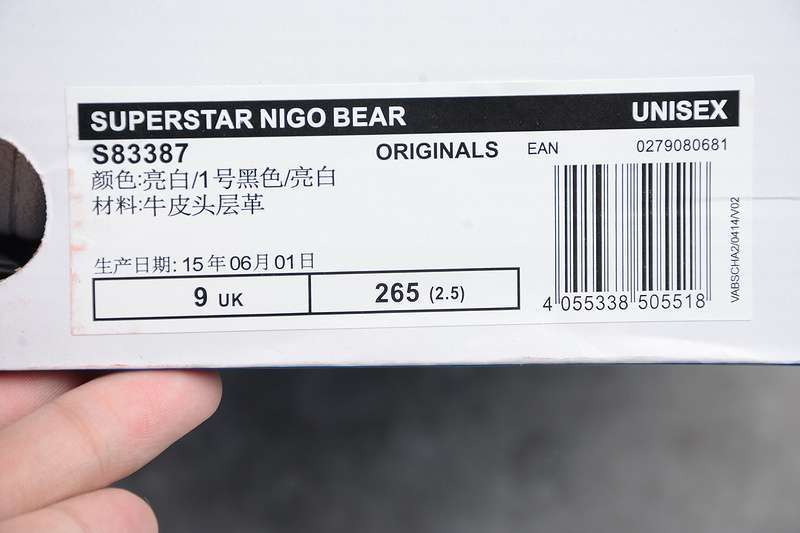 SUPERSTAR NIGO BEAR UNISEX
S83387 ORIGINALS EAN 0279080681
颜色:亮白/1号黑色/亮白
材料:牛皮头层革
生产日期: 15 年 06 月 01 日
9 UK 265 (2.5)
4 055338 505518
VABSCHA2/0414/V02